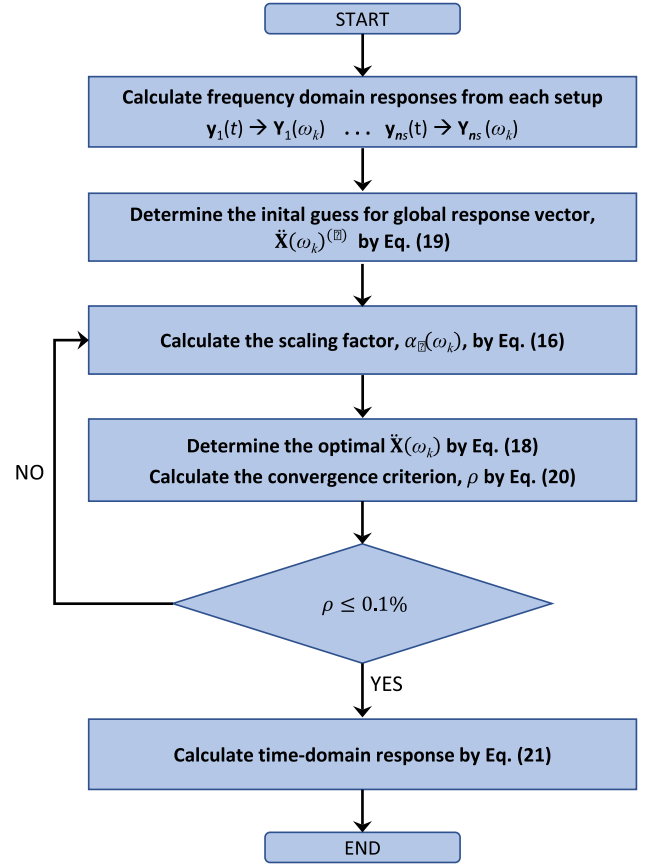 START
Calculate frequency domain responses from each setup
y₁(t) → Y₁(ωₖ) ... yₙₛ(t) → Yₙₛ(ωₖ)
Determine the inital guess for global response vector,
Ẍ(ωₖ)⁽ ⁾ by Eq. (19)
Calculate the scaling factor, α (ωₖ), by Eq. (16)
Determine the optimal Ẍ(ωₖ) by Eq. (18)
NO
Calculate the convergence criterion, ρ by Eq. (20)
ρ ≤ 0.1%
YES
Calculate time-domain response by Eq. (21)
END